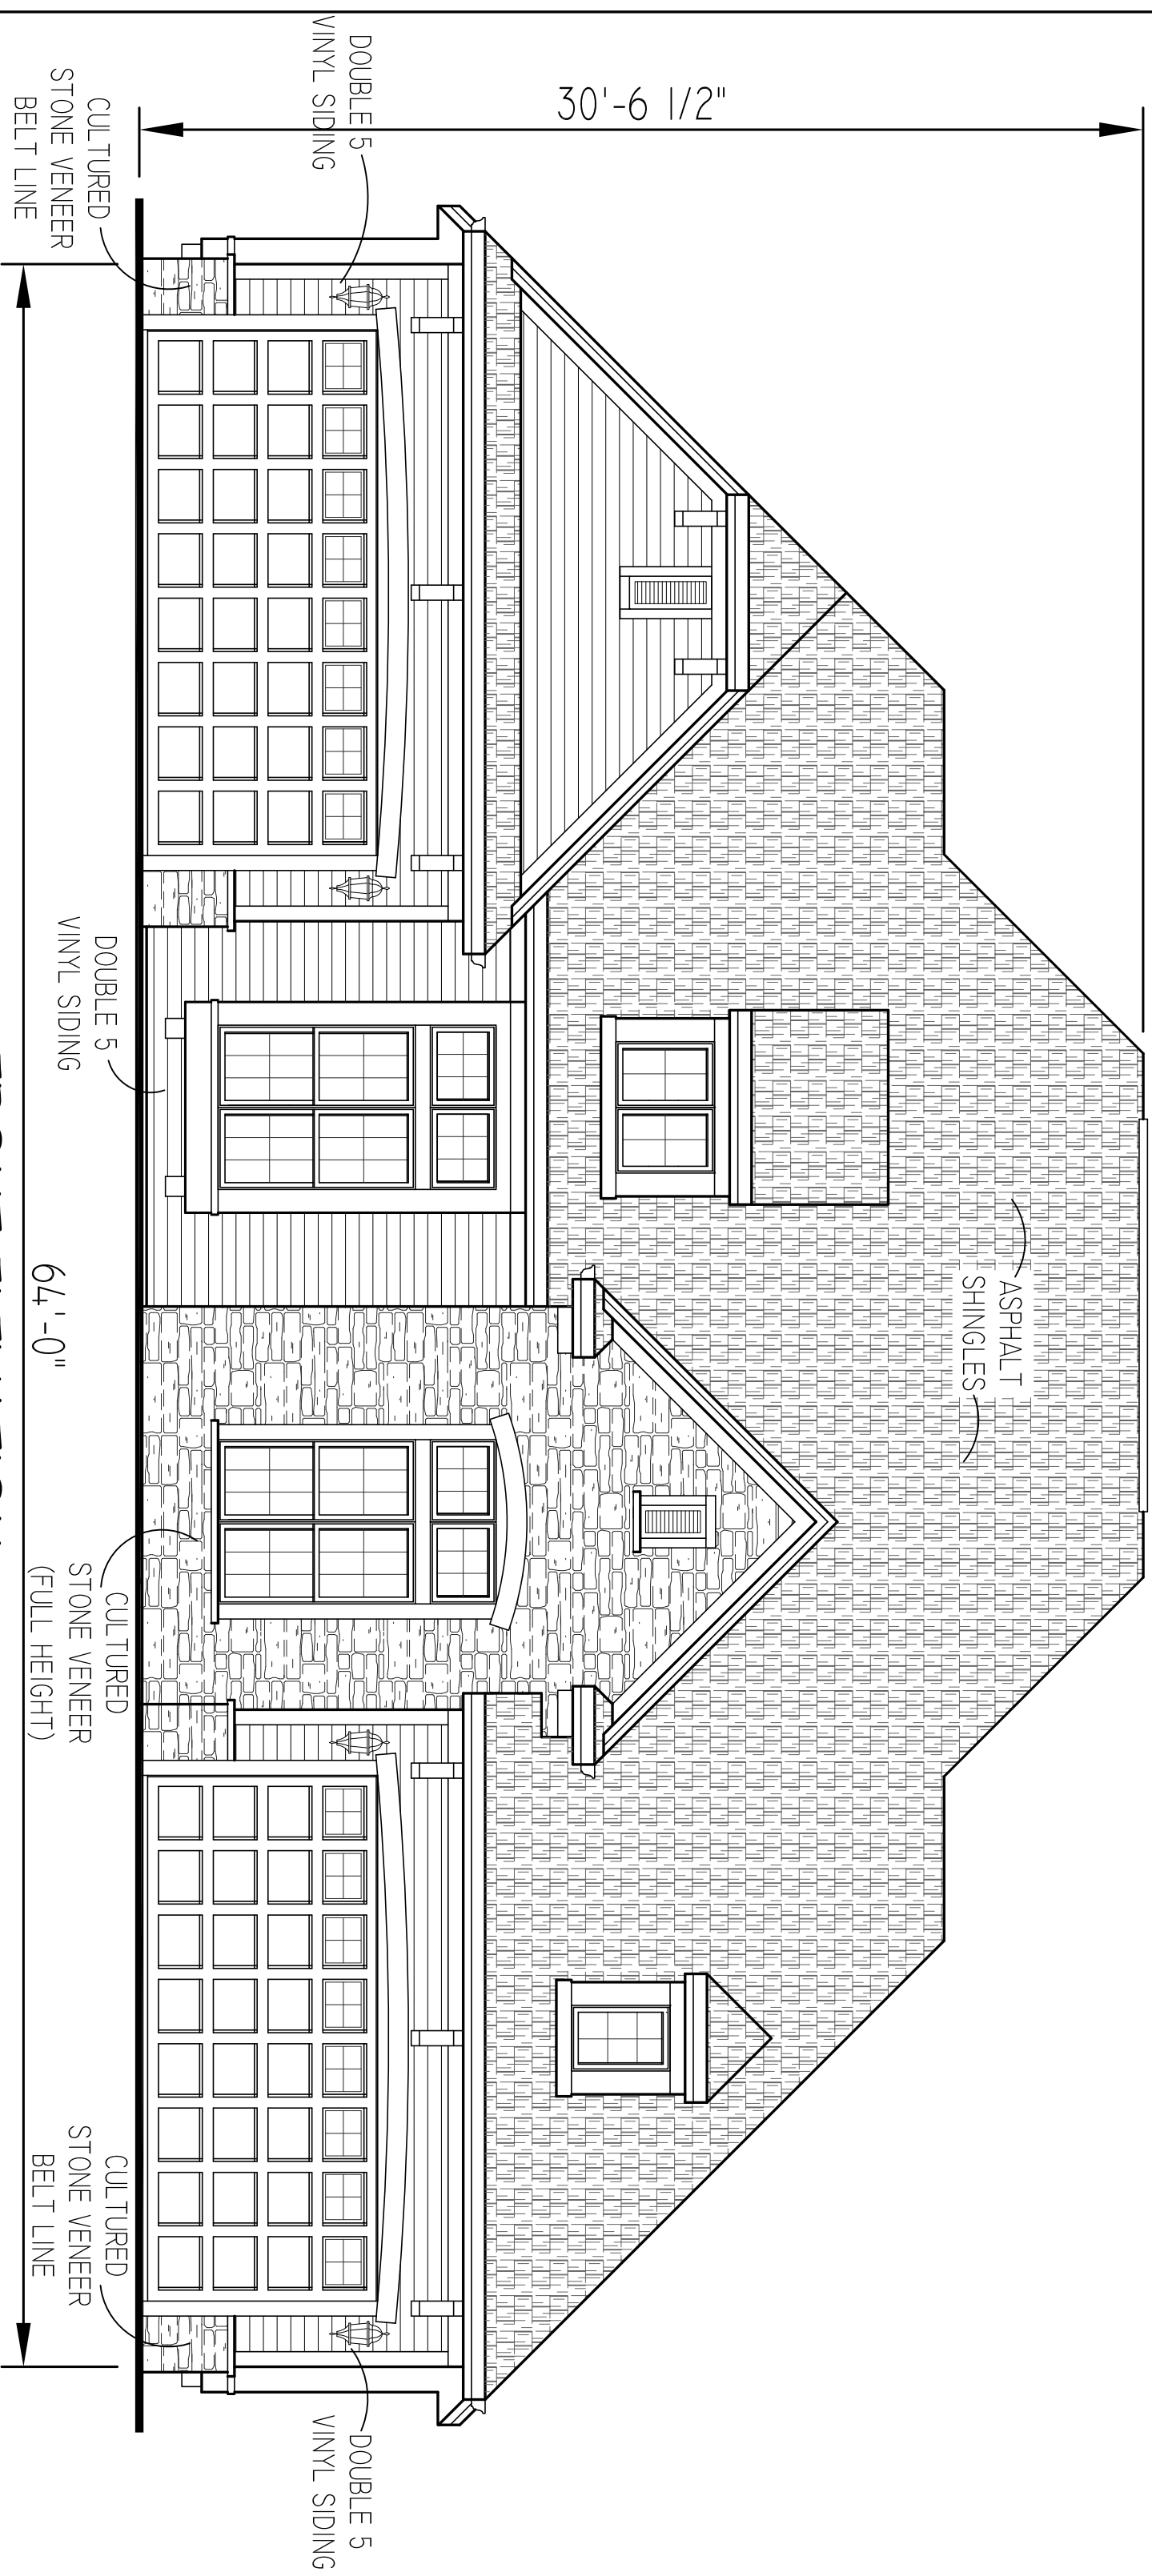 30'-6 1/2"
DOUBLE 5
VINYL SIDING
CULTURED
STONE VENEER
BELT LINE
DOUBLE 5
VINYL SIDING
ASPHALT
SHINGLES
CULTURED
STONE VENEER
(FULL HEIGHT)
CULTURED
STONE VENEER
BELT LINE
DOUBLE 5
VINYL SIDING
64'-0"